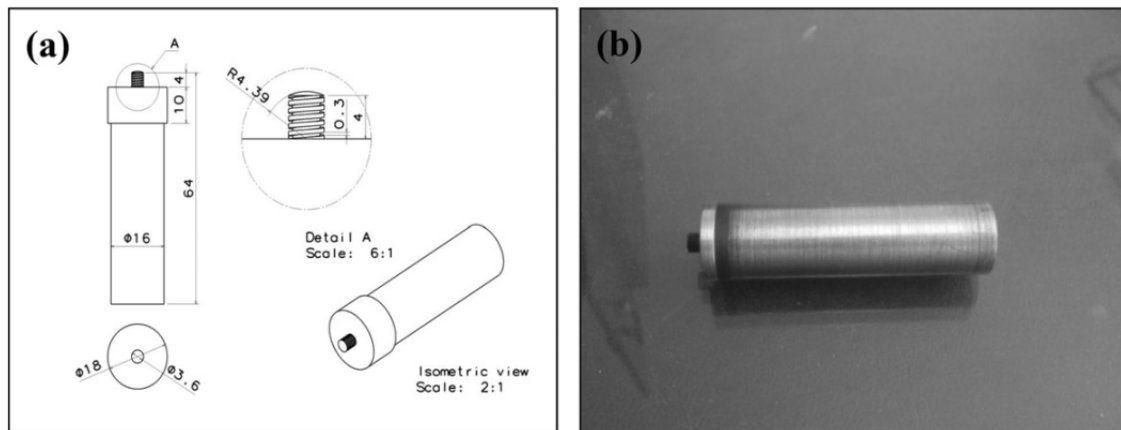 (a)
A
4
10
64
Φ16
R4.39
0.3
4
Detail A
Scale: 6:1
Φ18
Φ3.6
Isometric view
Scale: 2:1
(b)